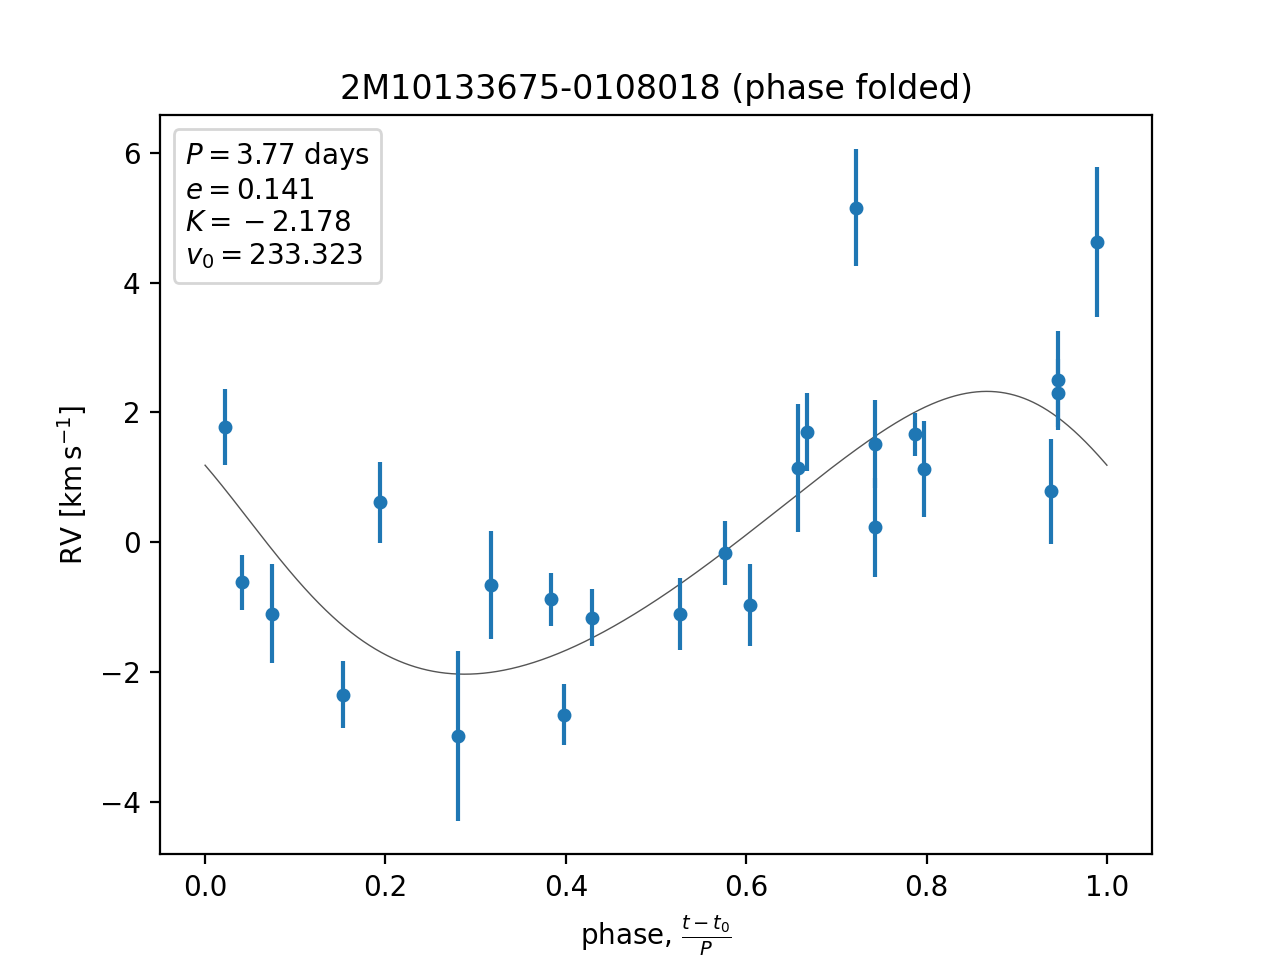 2M10133675-0108018 (phase folded)
P = 3.77 days
e = 0.141
K = −2.178
v₀ = 233.323
RV [km s⁻¹]
6
4
2
0
−2
−4
0.0 0.2 0.4 0.6 0.8 1.0
phase, (t − t₀)/P